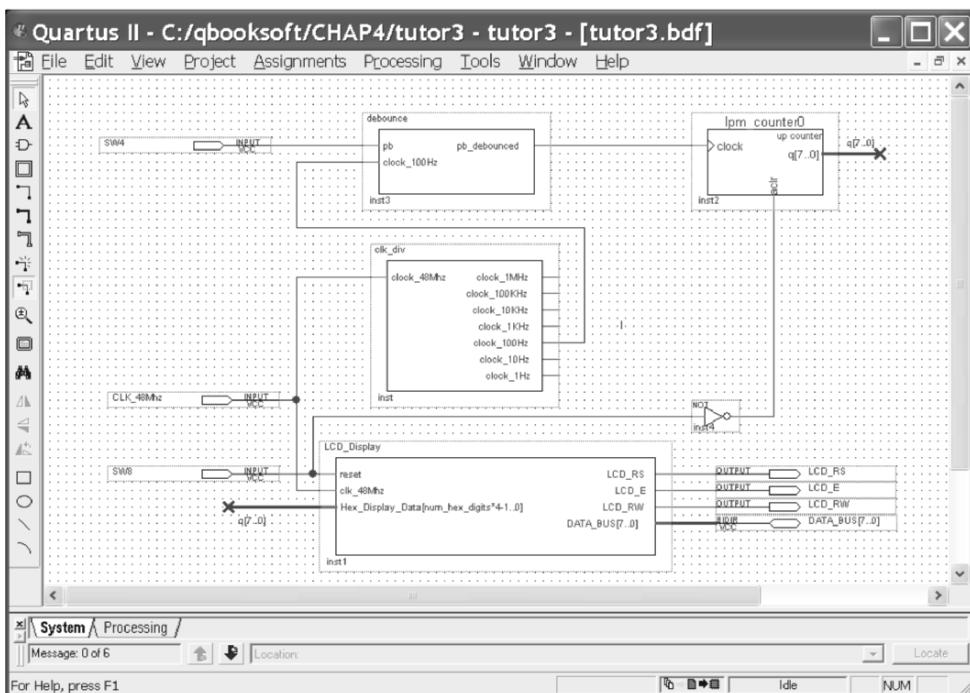 Quartus II - C:/qbooksoft/CHAP4/tutor3 - tutor3 - [tutor3.bdf]
File Edit View Project Assignments Processing Tools Window Help
debounce
lpm_counter0
up counter
SW4
INPUT
VCC
pb
pb_debounced
clock_100Hz
inst3
clock
q[7..0]
q[7..0]
aclr
inst2
clk_div
clock_48Mhz
clock_1MHz
clock_100KHz
clock_10KHz
clock_1KHz
clock_100Hz
clock_10Hz
clock_1Hz
inst
CLK_48Mhz
INPUT
VCC
NOT
inst4
LCD_Display
SW8
INPUT
VCC
reset
clk_48Mhz
Hex_Display_Data[num_hex_digits*4-1..0]
q[7..0]
LCD_RS
LCD_E
LCD_RW
DATA_BUS[7..0]
inst1
OUTPUT
LCD_RS
OUTPUT
LCD_E
OUTPUT
LCD_RW
BIDIR
VCC
DATA_BUS[7..0]
System
Processing
Message: 0 of 6
Location:
Locate
For Help, press F1
Idle
NUM